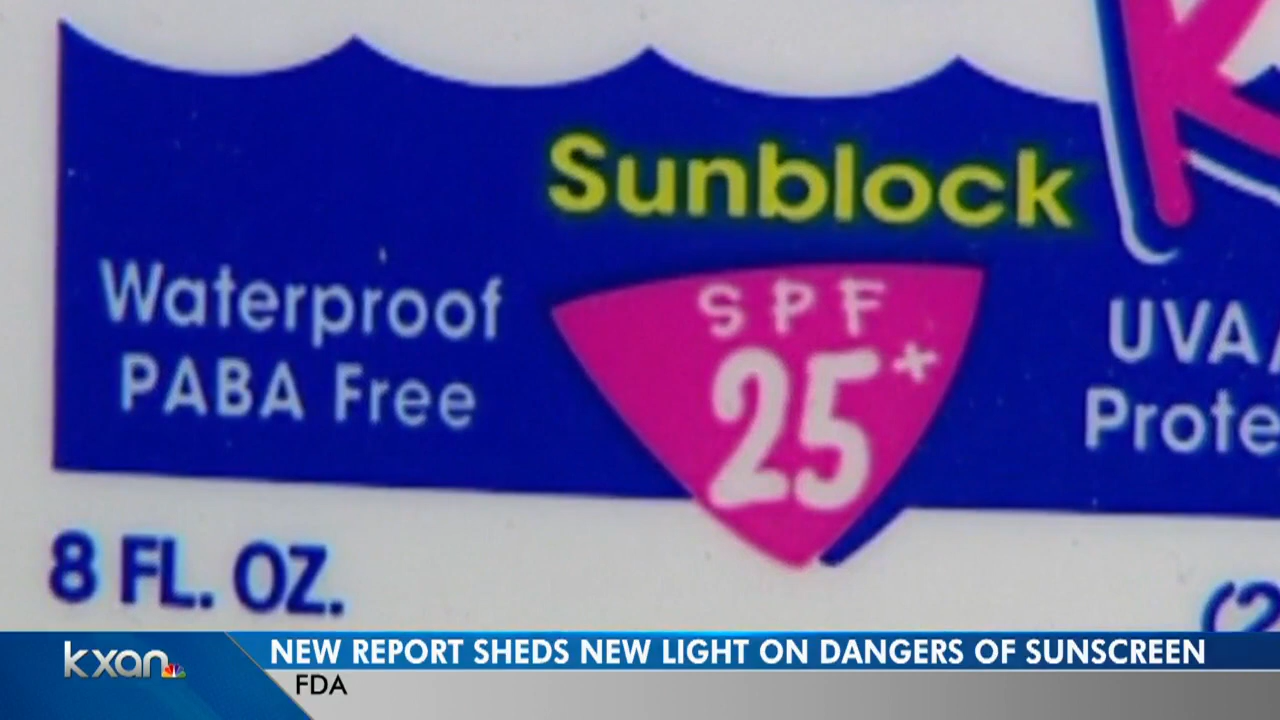 Sunblock
Waterproof
PABA Free
SPF
25+
UVA/
Prote
8 FL. OZ.
(2
kxan
NEW REPORT SHEDS NEW LIGHT ON DANGERS OF SUNSCREEN
FDA